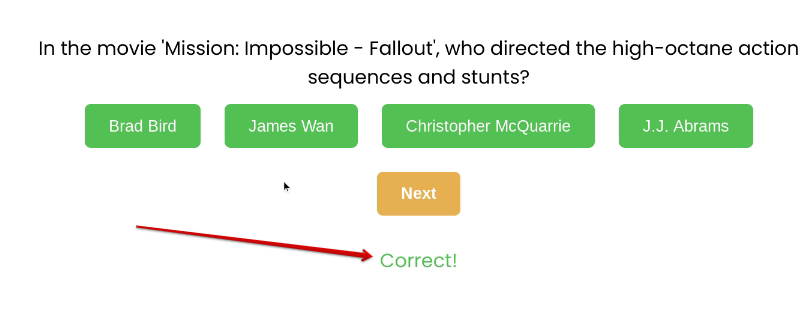 In the movie 'Mission: Impossible - Fallout', who directed the high-octane action
sequences and stunts?
Brad Bird James Wan Christopher McQuarrie J.J. Abrams
Next
Correct!